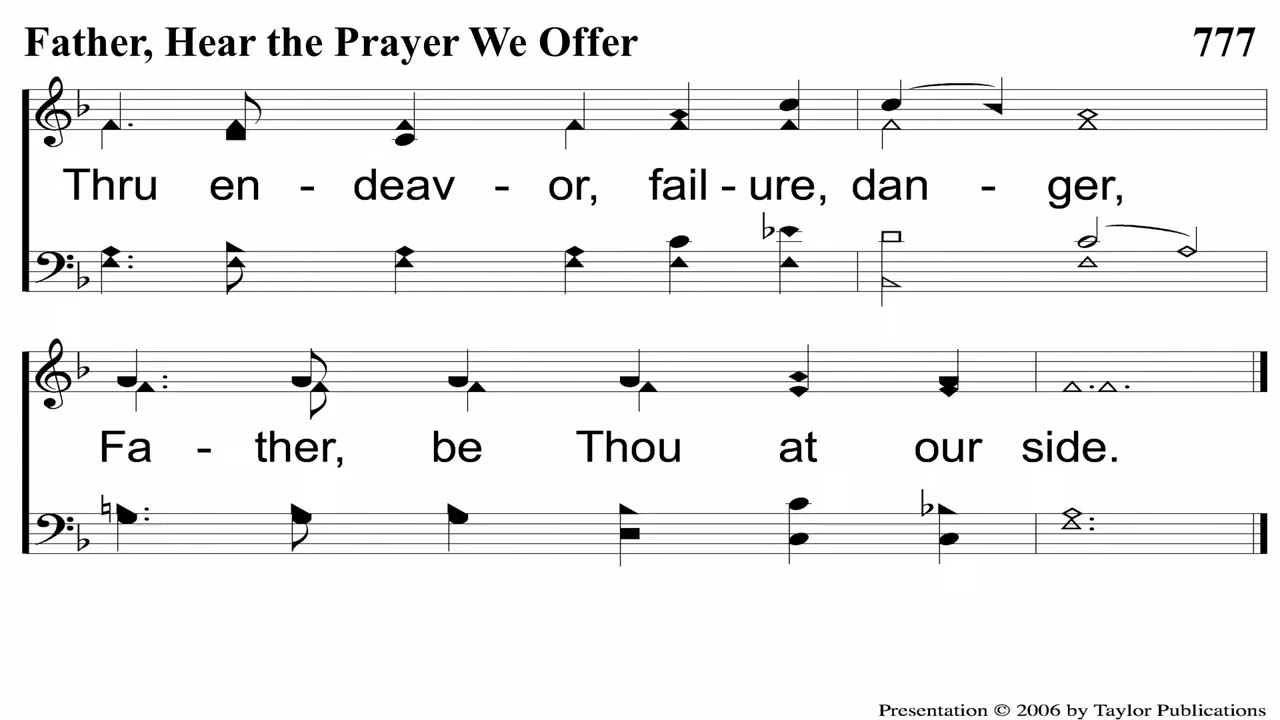 Father, Hear the Prayer We Offer 777
Thru en - deav - or, fail - ure, dan - ger,
Fa - ther, be Thou at our side.
Presentation © 2006 by Taylor Publications